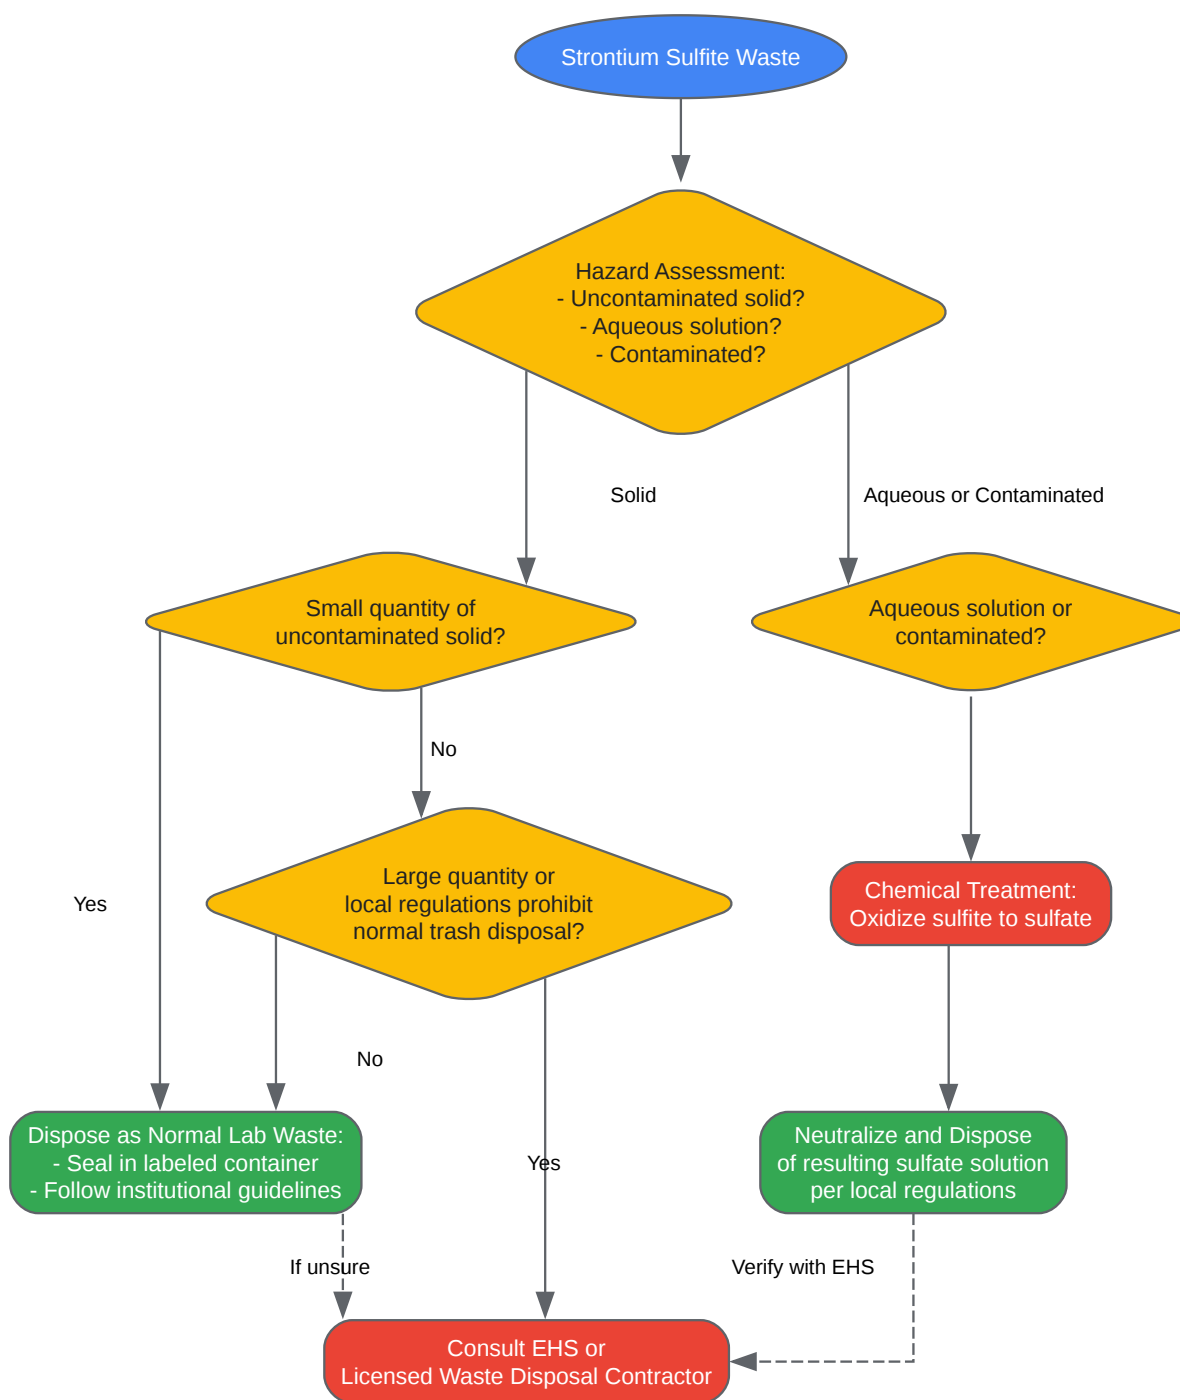 Strontium Sulfite Waste
Hazard Assessment:
- Uncontaminated solid?
- Aqueous solution?
- Contaminated?
Solid
Aqueous or Contaminated
Small quantity of
uncontaminated solid?
Aqueous solution or
contaminated?
No
Large quantity or
local regulations prohibit
normal trash disposal?
Chemical Treatment:
Oxidize sulfite to sulfate
Yes
No
Dispose as Normal Lab Waste:
- Seal in labeled container
- Follow institutional guidelines
Yes
Neutralize and Dispose
of resulting sulfate solution
per local regulations
If unsure
Verify with EHS
Consult EHS or
Licensed Waste Disposal Contractor